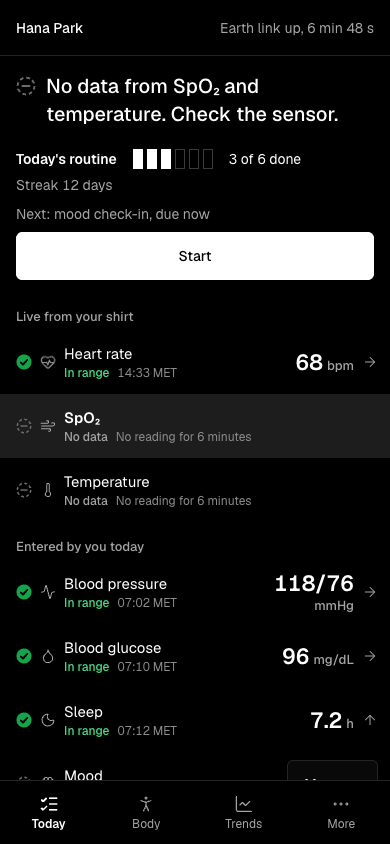 Hana Park
Earth link up, 6 min 48 s
No data from SpO₂ and
temperature. Check the sensor.
Today's routine
3 of 6 done
Streak 12 days
Next: mood check-in, due now
Start
Live from your shirt
Heart rate
68 bpm
In range 14:33 MET
SpO₂
No data No reading for 6 minutes
Temperature
No data No reading for 6 minutes
Entered by you today
Blood pressure
118/76
mmHg
In range 07:02 MET
Blood glucose
96 mg/dL
In range 07:10 MET
Sleep
7.2 h
In range 07:12 MET
Mood
Today
Body
Trends
More